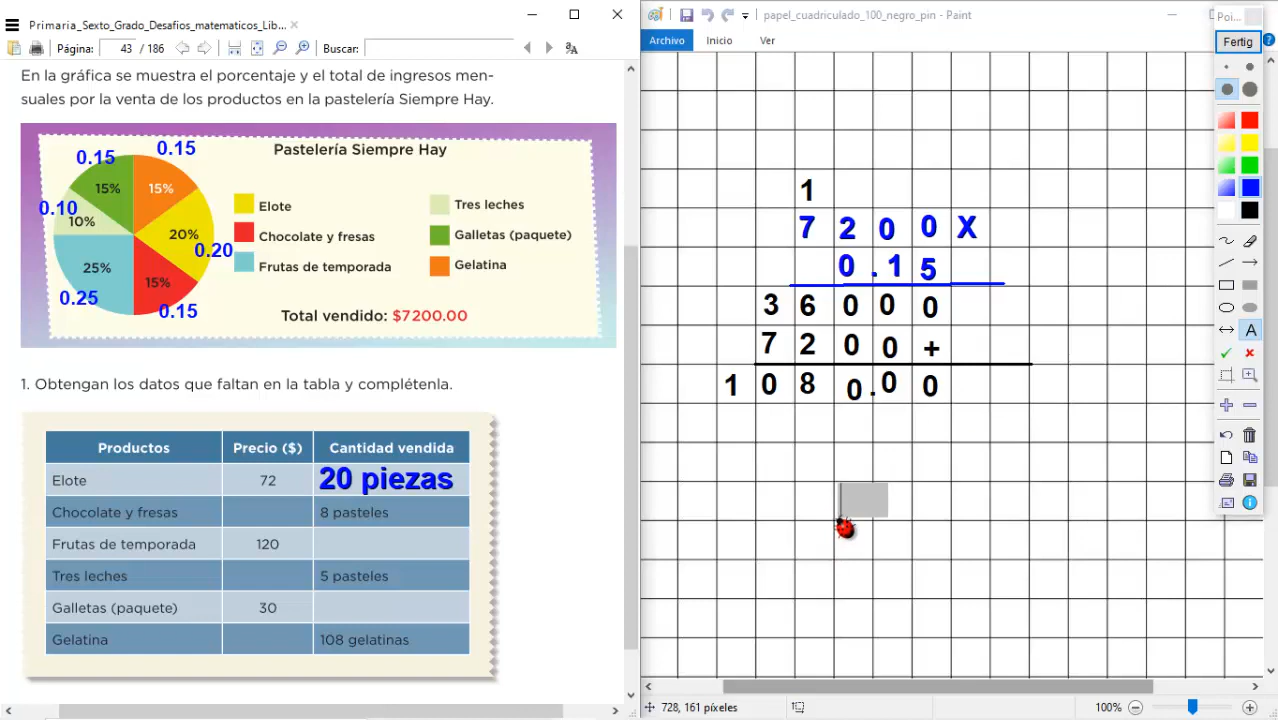 Primaria_Sexto_Grado_Desafios_matematicos_Lib...
Página: 43 / 186 Buscar:
En la gráfica se muestra el porcentaje y el total de ingresos men-
suales por la venta de los productos en la pastelería Siempre Hay.
Pastelería Siempre Hay
0.15 0.15
15% 15%
0.10 10%
20% 0.20
25% 0.25
15% 0.15
Elote
Chocolate y fresas
Frutas de temporada
Tres leches
Galletas (paquete)
Gelatina
Total vendido: $7200.00
1. Obtengan los datos que faltan en la tabla y complétenla.
Productos Precio ($) Cantidad vendida
Elote 72 20 piezas
Chocolate y fresas 8 pasteles
Frutas de temporada 120
Tres leches 5 pasteles
Galletas (paquete) 30
Gelatina 108 gelatinas
papel_cuadriculado_100_negro_pin - Paint
Archivo Inicio Ver
1
7 2 0 0 X
0 . 1 5
3 6 0 0 0
7 2 0 0 +
1 0 8 0 . 0 0
728, 161 píxeles 100%
Poi...
Fertig
A